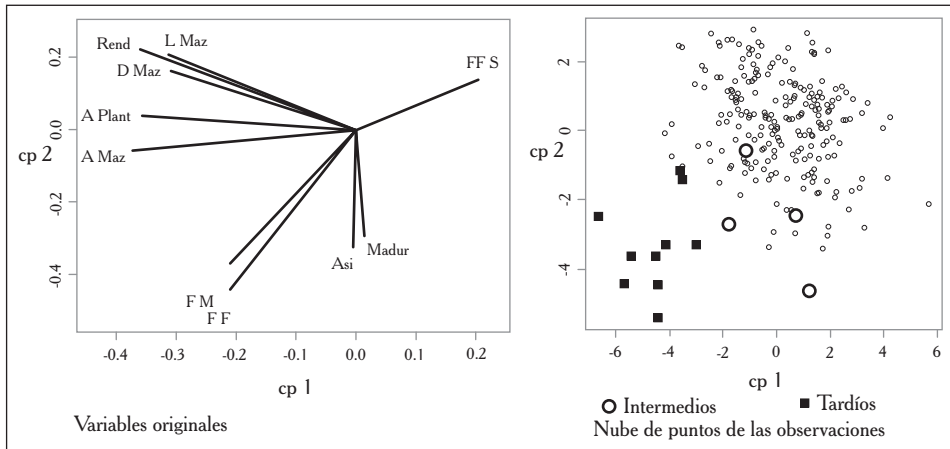 Rend
L Maz
D Maz
FF S
A Plant
A Maz
F M
F F
Asi
Madur
cp 2
0.2
0.0
-0.2
-0.4
-0.4
-0.3
-0.2
-0.1
0.0
0.2
cp 1
Variables originales
cp 2
2
0
-2
-4
-6
-4
-2
0
2
4
6
cp 1
Intermedios
Tardíos
Nube de puntos de las observaciones